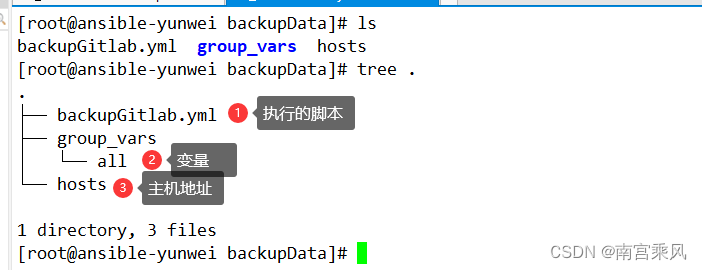 [root@ansible-yunwei backupData]# ls
backupGitlab.yml  group_vars  hosts
[root@ansible-yunwei backupData]# tree .
.
├── backupGitlab.yml 1 执行的脚本
├── group_vars
│   └── all 2 变量
└── hosts 3 主机地址
1 directory, 3 files
[root@ansible-yunwei backupData]#
CSDN @南宫乘风